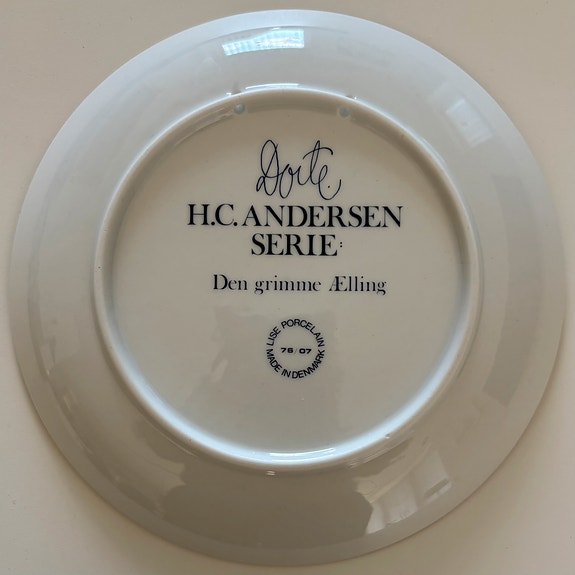 Dorte.
H.C. ANDERSEN
SERIE:
Den grimme Ælling
LISE PORCELAIN
76/07
MADE IN DENMARK